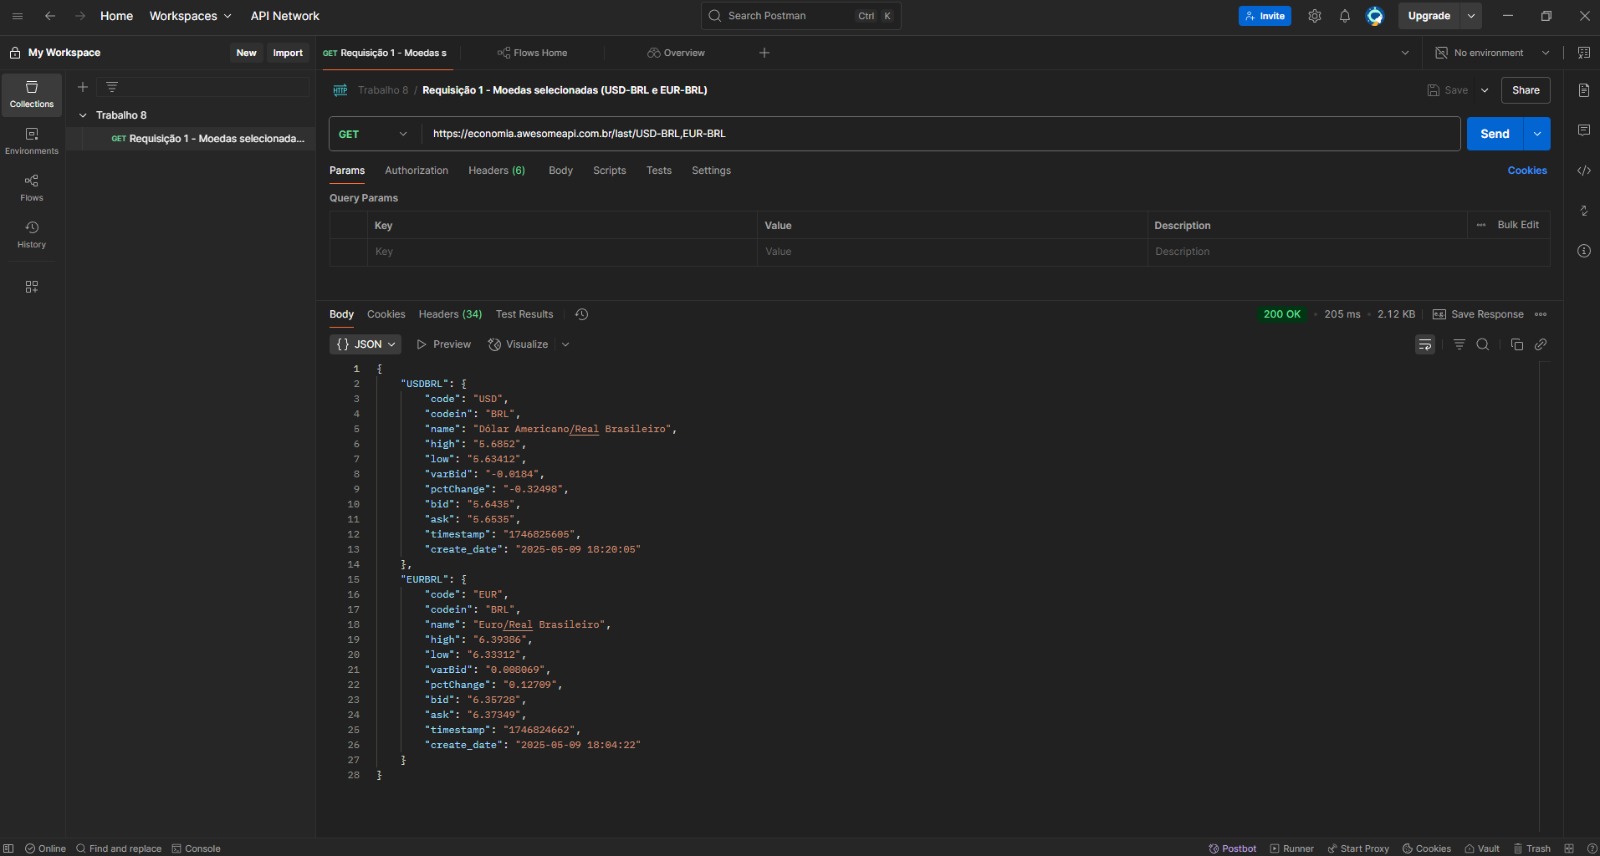 Home Workspaces API Network Search Postman Ctrl K Invite Upgrade
My Workspace New Import GET Requisição 1 - Moedas s Flows Home Overview No environment
Collections
Environments
Flows
History
Trabalho 8
GET Requisição 1 - Moedas selecionada...
HTTP Trabalho 8 / Requisição 1 - Moedas selecionadas (USD-BRL e EUR-BRL) Save Share
GET https://economia.awesomeapi.com.br/last/USD-BRL,EUR-BRL Send
Params Authorization Headers (6) Body Scripts Tests Settings Cookies
Query Params
Key Value Description Bulk Edit
Key Value Description
Body Cookies Headers (34) Test Results 200 OK 205 ms 2.12 KB Save Response
{} JSON Preview Visualize
1 {
2 "USDBRL": {
3 "code": "USD",
4 "codein": "BRL",
5 "name": "Dólar Americano/Real Brasileiro",
6 "high": "5.6852",
7 "low": "5.63412",
8 "varBid": "-0.0184",
9 "pctChange": "-0.32498",
10 "bid": "5.6435",
11 "ask": "5.6535",
12 "timestamp": "1746825605",
13 "create_date": "2025-05-09 18:20:05"
14 },
15 "EURBRL": {
16 "code": "EUR",
17 "codein": "BRL",
18 "name": "Euro/Real Brasileiro",
19 "high": "6.39386",
20 "low": "6.33312",
21 "varBid": "0.008069",
22 "pctChange": "0.12709",
23 "bid": "6.35728",
24 "ask": "6.37349",
25 "timestamp": "1746824662",
26 "create_date": "2025-05-09 18:04:22"
27 }
28 }
Online Find and replace Console Postbot Runner Start Proxy Cookies Vault Trash